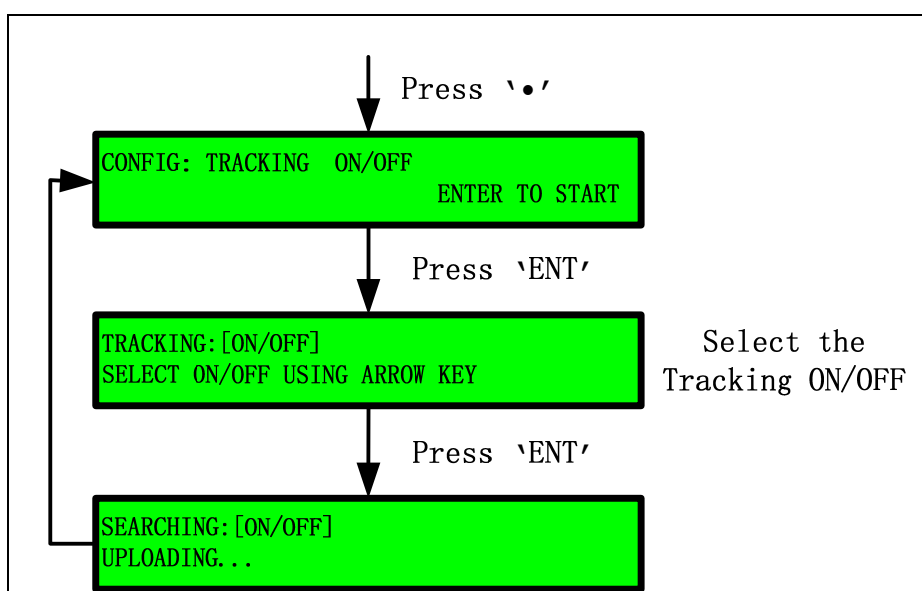 Press ‵•′
CONFIG: TRACKING ON/OFF
ENTER TO START
Press ‵ENT′
TRACKING:[ON/OFF]
SELECT ON/OFF USING ARROW KEY
Select the
Tracking ON/OFF
Press ‵ENT′
SEARCHING:[ON/OFF]
UPLOADING...